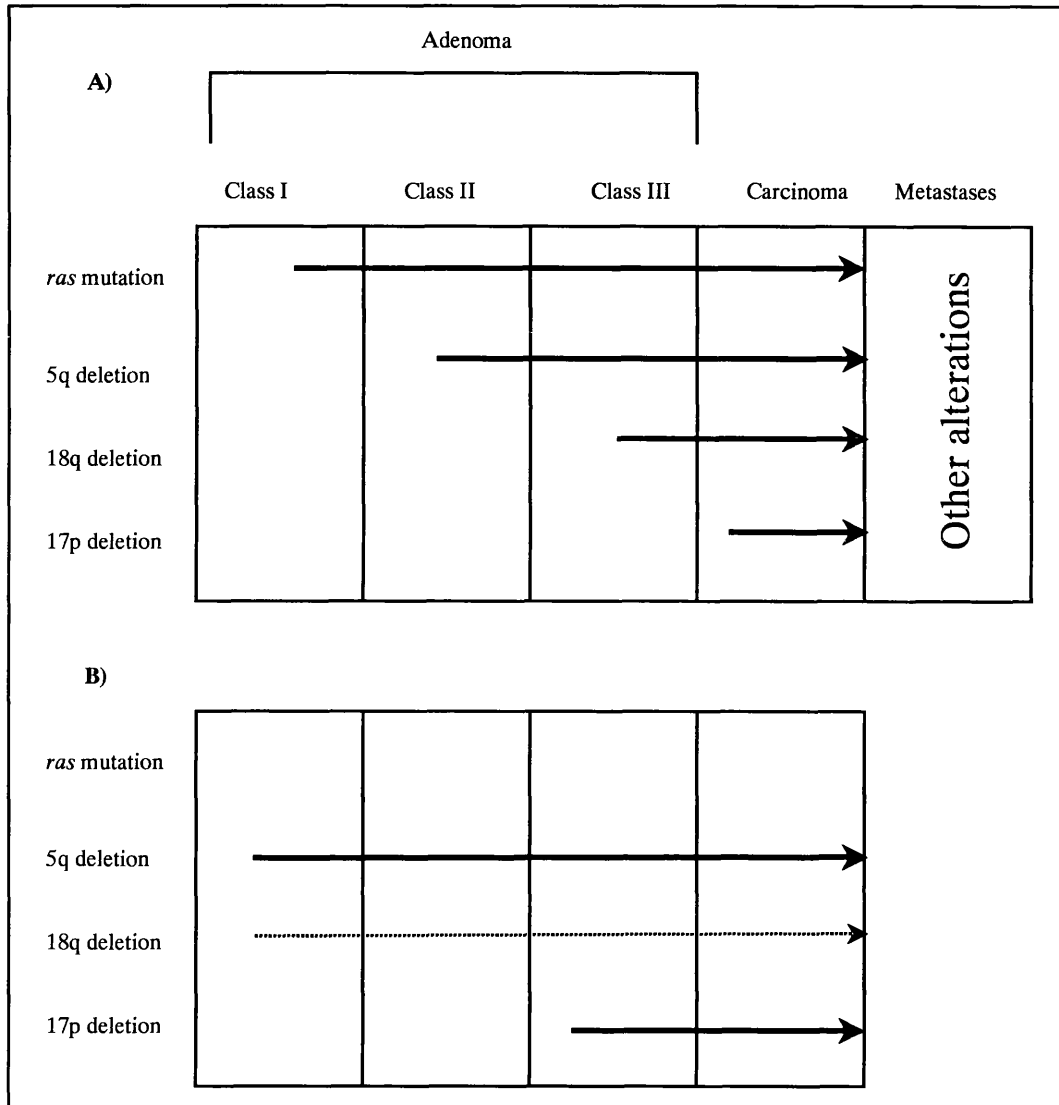 Adenoma
A)
Class I Class II Class III Carcinoma Metastases
ras mutation
5q deletion
18q deletion
17p deletion
Other alterations
B)
ras mutation
5q deletion
18q deletion
17p deletion